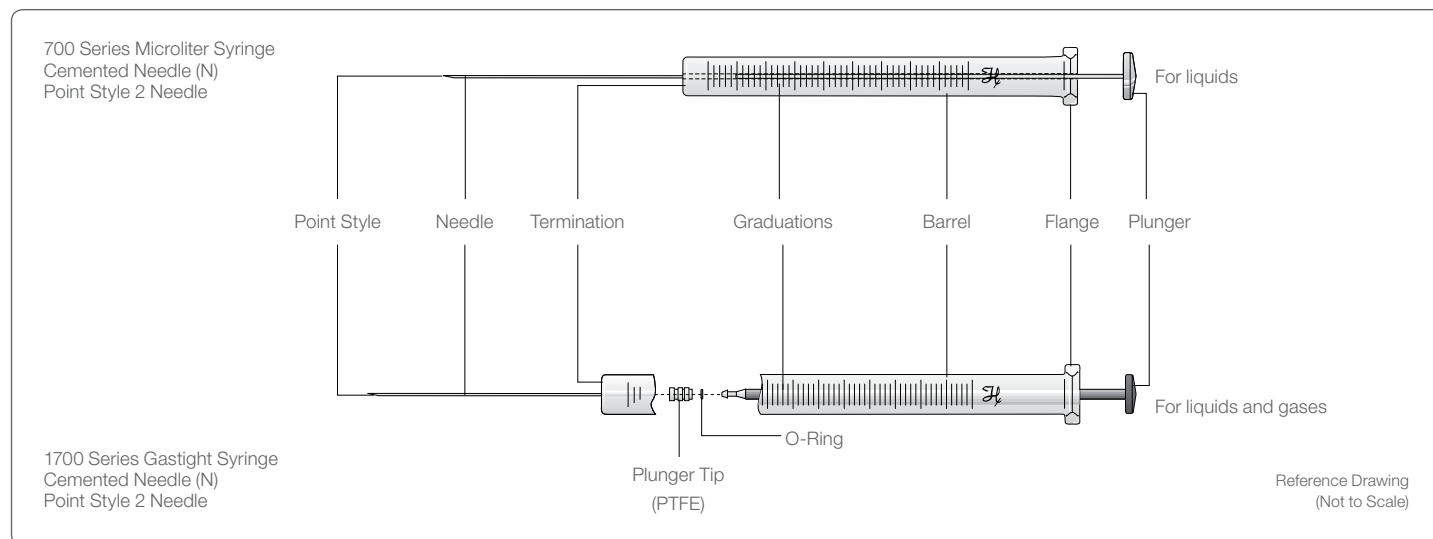 700 Series Microliter Syringe
Cemented Needle (N)
Point Style 2 Needle
For liquids
Point Style
Needle
Termination
Graduations
Barrel
Flange
Plunger
For liquids and gases
O-Ring
Plunger Tip
(PTFE)
1700 Series Gastight Syringe
Cemented Needle (N)
Point Style 2 Needle
Reference Drawing
(Not to Scale)